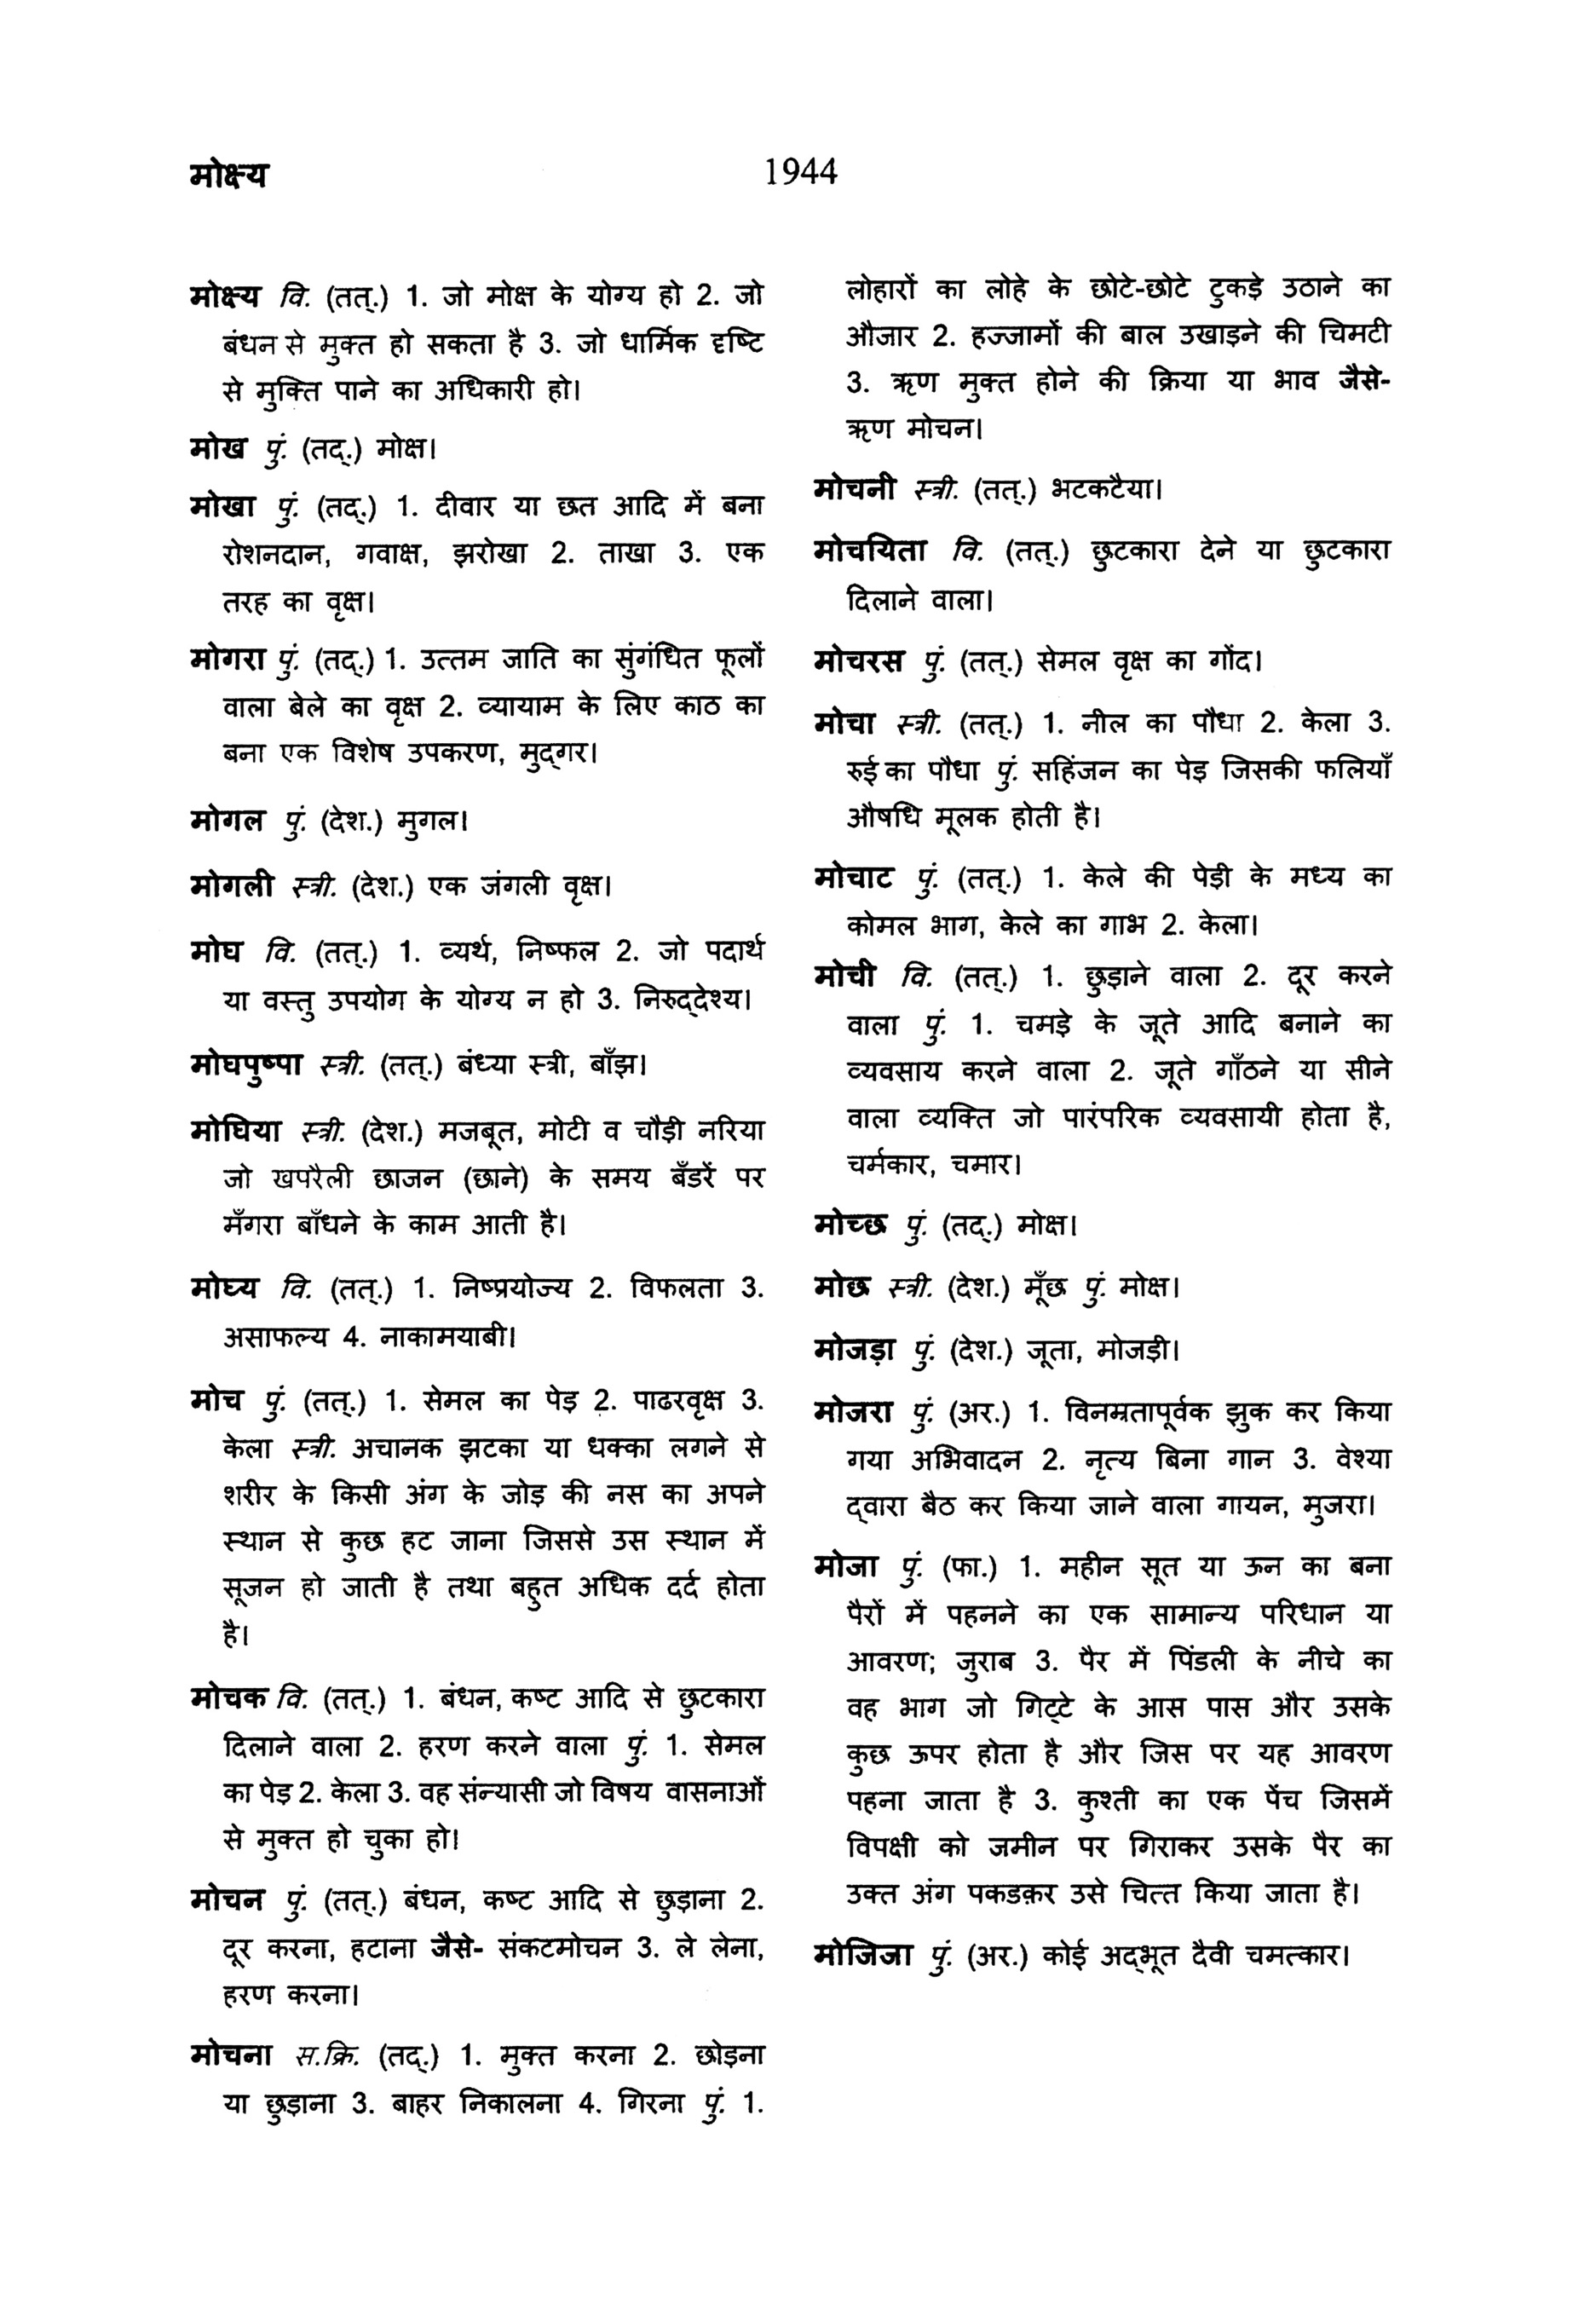 मोक्ष्य
1944
मोक्ष्य वि. (तत्.) 1. जो मोक्ष के योग्य हो 2. जो
बंधन से मुक्त हो सकता है 3. जो धार्मिक दृष्टि
से मुक्ति पाने का अधिकारी हो।
मोख पुं. (तद्.) मोक्ष।
मोखा पुं. (तद्.) 1. दीवार या छत आदि में बना
रोशनदान, गवाक्ष, झरोखा 2. ताखा 3. एक
तरह का वृक्ष।
मोगरा पुं. (तद्.) 1. उत्तम जाति का सुंगंधित फूलों
वाला बेले का वृक्ष 2. व्यायाम के लिए काठ का
बना एक विशेष उपकरण, मुद्गर।
मोगल पुं. (देश.) मुगल।
मोगली स्त्री. (देश.) एक जंगली वृक्ष।
मोघ वि. (तत्.) 1. व्यर्थ, निष्फल 2. जो पदार्थ
या वस्तु उपयोग के योग्य न हो 3. निरुद्देश्य।
मोघपुष्पा स्त्री. (तत्.) बंध्या स्त्री, बाँझ।
मोघिया स्त्री. (देश.) मजबूत, मोटी व चौड़ी नरिया
जो खपरैली छाजन (छाने) के समय बँडरें पर
मँगरा बाँधने के काम आती है।
मोघ्य वि. (तत्.) 1. निष्प्रयोज्य 2. विफलता 3.
असाफल्य 4. नाकामयाबी।
मोच पुं. (तत्.) 1. सेमल का पेड़ 2. पाढरवृक्ष 3.
केला स्त्री. अचानक झटका या धक्का लगने से
शरीर के किसी अंग के जोड़ की नस का अपने
स्थान से कुछ हट जाना जिससे उस स्थान में
सूजन हो जाती है तथा बहुत अधिक दर्द होता
है।
मोचक वि. (तत्.) 1. बंधन, कष्ट आदि से छुटकारा
दिलाने वाला 2. हरण करने वाला पुं. 1. सेमल
का पेड़ 2. केला 3. वह संन्यासी जो विषय वासनाओं
से मुक्त हो चुका हो।
मोचन पुं. (तत्.) बंधन, कष्ट आदि से छुड़ाना 2.
दूर करना, हटाना जैसे- संकटमोचन 3. ले लेना,
हरण करना।
मोचना स.क्रि. (तद्.) 1. मुक्त करना 2. छोड़ना
या छुड़ाना 3. बाहर निकालना 4. गिरना पुं. 1.
लोहारों का लोहे के छोटे-छोटे टुकड़े उठाने का
औजार 2. हज्जामों की बाल उखाड़ने की चिमटी
3. ऋण मुक्त होने की क्रिया या भाव जैसे-
ऋण मोचन।
मोचनी स्त्री. (तत्.) भटकटैया।
मोचयिता वि. (तत्.) छुटकारा देने या छुटकारा
दिलाने वाला।
मोचरस पुं. (तत्.) सेमल वृक्ष का गोंद।
मोचा स्त्री. (तत्.) 1. नील का पौधा 2. केला 3.
रुई का पौधा पुं. सहिंजन का पेड़ जिसकी फलियाँ
औषधि मूलक होती है।
मोचाट पुं. (तत्.) 1. केले की पेड़ी के मध्य का
कोमल भाग, केले का गाभ 2. केला।
मोची वि. (तत्.) 1. छुड़ाने वाला 2. दूर करने
वाला पुं. 1. चमड़े के जूते आदि बनाने का
व्यवसाय करने वाला 2. जूते गाँठने या सीने
वाला व्यक्ति जो पारंपरिक व्यवसायी होता है,
चर्मकार, चमार।
मोच्छ पुं. (तद्.) मोक्ष।
मोछ स्त्री. (देश.) मूँछ पुं. मोक्ष।
मोजड़ा पुं. (देश.) जूता, मोजड़ी।
मोजरा पुं. (अर.) 1. विनम्रतापूर्वक झुक कर किया
गया अभिवादन 2. नृत्य बिना गान 3. वेश्या
द्वारा बैठ कर किया जाने वाला गायन, मुजरा।
मोजा पुं. (फा.) 1. महीन सूत या ऊन का बना
पैरों में पहनने का एक सामान्य परिधान या
आवरण; जुराब 3. पैर में पिंडली के नीचे का
वह भाग जो गिट्टे के आस पास और उसके
कुछ ऊपर होता है और जिस पर यह आवरण
पहना जाता है 3. कुश्ती का एक पेंच जिसमें
विपक्षी को जमीन पर गिराकर उसके पैर का
उक्त अंग पकडक़र उसे चित्त किया जाता है।
मोजिजा पुं. (अर.) कोई अद्भूत दैवी चमत्कार।